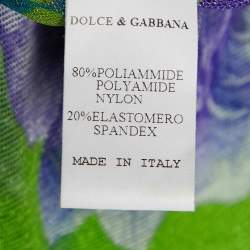 DOLCE & GABBANA
80%POLIAMMIDE
POLYAMIDE
NYLON
20%ELASTOMERO
SPANDEX
MADE IN ITALY